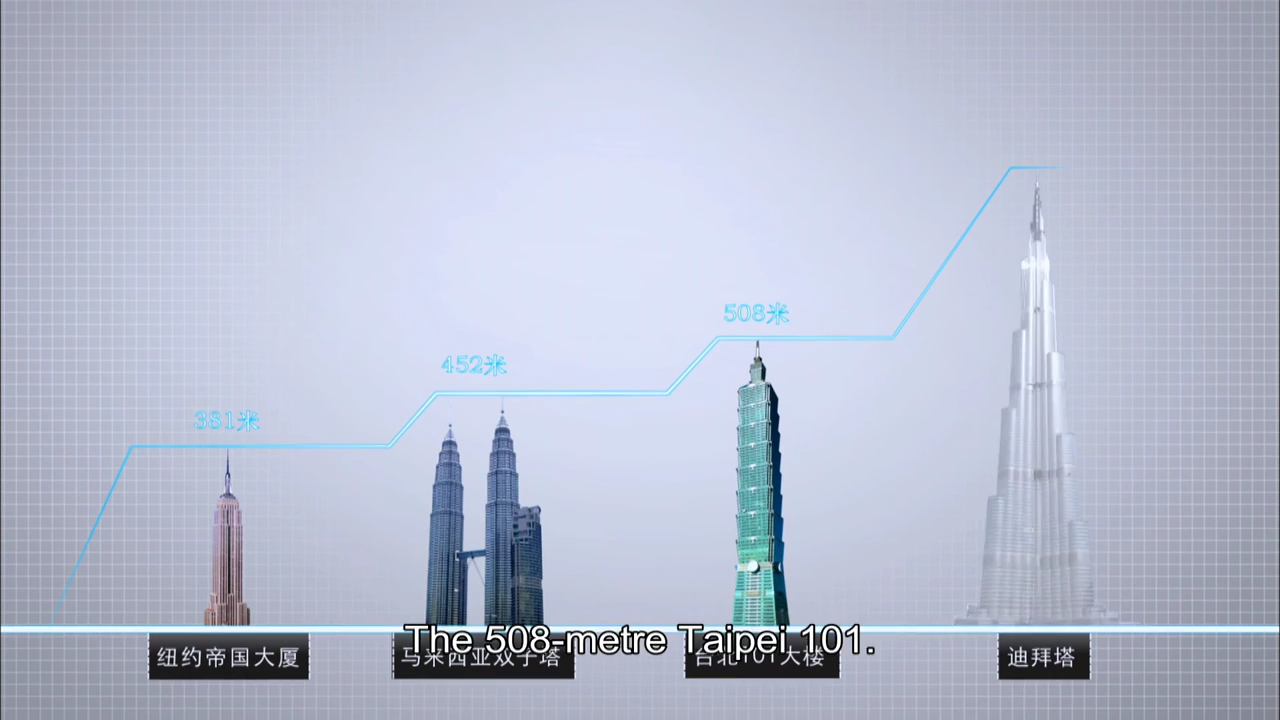 508米
452米
381米
The 508-metre Taipei 101.
纽约帝国大厦
马来西亚双子塔
台北101大楼
迪拜塔